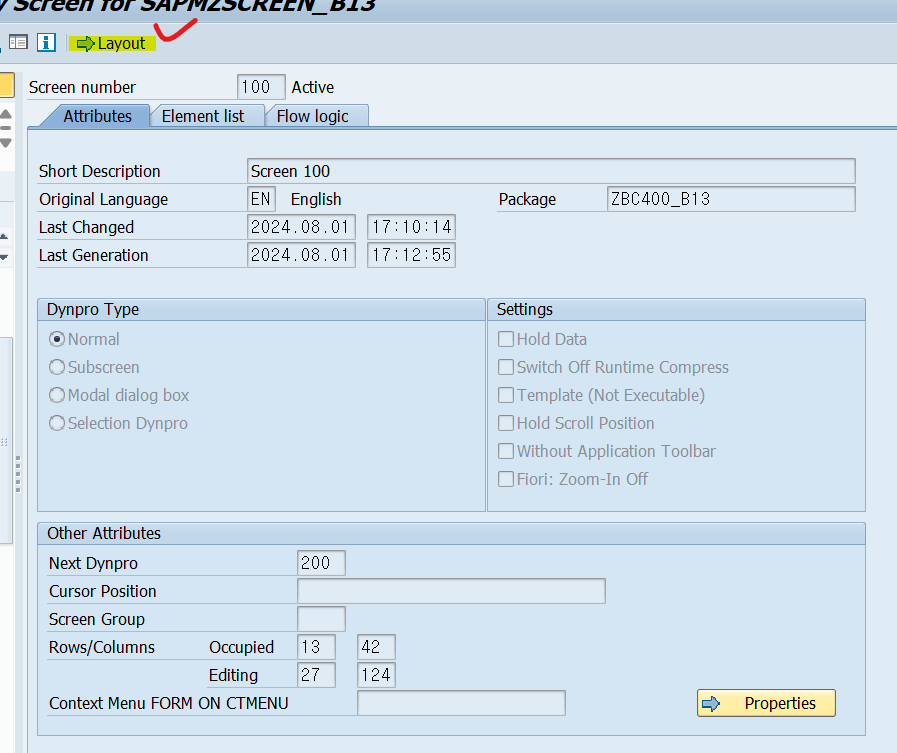 y Screen for SAPMZSCREEN_B13
Layout
Screen number 100 Active
Attributes Element list Flow logic
Short Description Screen 100
Original Language EN English Package ZBC400_B13
Last Changed 2024.08.01 17:10:14
Last Generation 2024.08.01 17:12:55
Dynpro Type Settings
Normal Hold Data
Subscreen Switch Off Runtime Compress
Modal dialog box Template (Not Executable)
Selection Dynpro Hold Scroll Position
Without Application Toolbar
Fiori: Zoom-In Off
Other Attributes
Next Dynpro 200
Cursor Position
Screen Group
Rows/Columns Occupied 13 42
Editing 27 124
Context Menu FORM ON CTMENU Properties